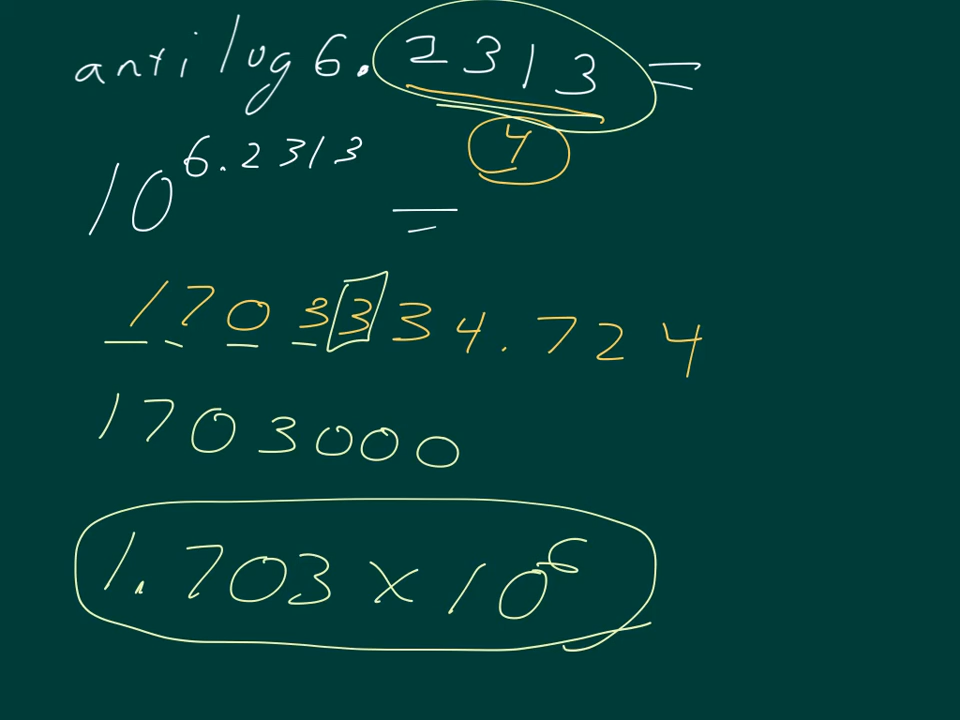 antilog 6.2313 =
4
10^6.2313 =
1703334.724
1703000
1.703 x 10^6